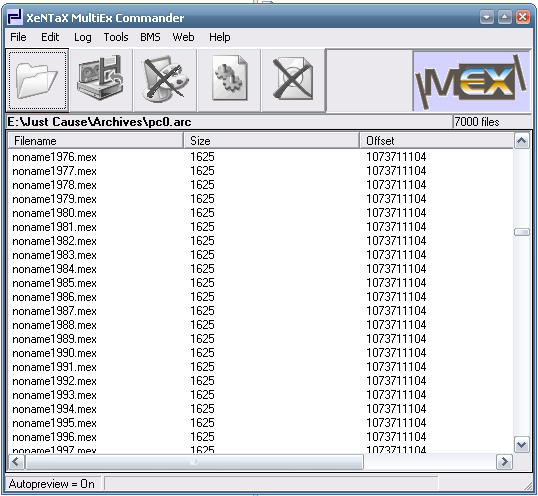 XeNTaX MultiEx Commander
File Edit Log Tools BMS Web Help
MEX
E:\Just Cause\Archives\pc0.arc 7000 files
Filename Size Offset
noname1976.mex 1625 1073711104
noname1977.mex 1625 1073711104
noname1978.mex 1625 1073711104
noname1979.mex 1625 1073711104
noname1980.mex 1625 1073711104
noname1981.mex 1625 1073711104
noname1982.mex 1625 1073711104
noname1983.mex 1625 1073711104
noname1984.mex 1625 1073711104
noname1985.mex 1625 1073711104
noname1986.mex 1625 1073711104
noname1987.mex 1625 1073711104
noname1988.mex 1625 1073711104
noname1989.mex 1625 1073711104
noname1990.mex 1625 1073711104
noname1991.mex 1625 1073711104
noname1992.mex 1625 1073711104
noname1993.mex 1625 1073711104
noname1994.mex 1625 1073711104
noname1995.mex 1625 1073711104
noname1996.mex 1625 1073711104
noname1997.mex 1625 1073711104
Autopreview = On